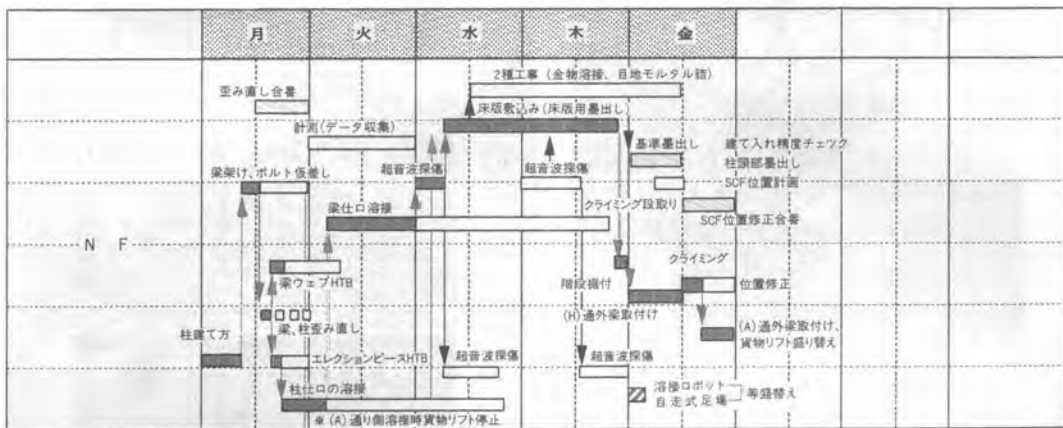 月 火 水 木 金
2種工事(金物溶接、目地モルタル詰)
歪み直し合番
床版敷込み(床版用墨出し)
計測(データ収集)
基準墨出し 建て入れ精度チェック
柱頭部墨出し
梁架け、ボルト仮差し 超音波探傷 超音波探傷
SCF位置計画
梁仕口溶接 クライミング段取り
SCF位置修正合番
N F
クライミング
梁ウェブHTB 階段据付 位置修正
(H)通外梁取付け
梁、柱歪み直し
柱建て方 (A)通外梁取付け、
貨物リフト盛り替え
エレクションピースHTB 超音波探傷 超音波探傷
柱仕口の溶接 溶接ロボット
自走式足場 等盛替え
※(A)通り側溶接時貨物リフト停止